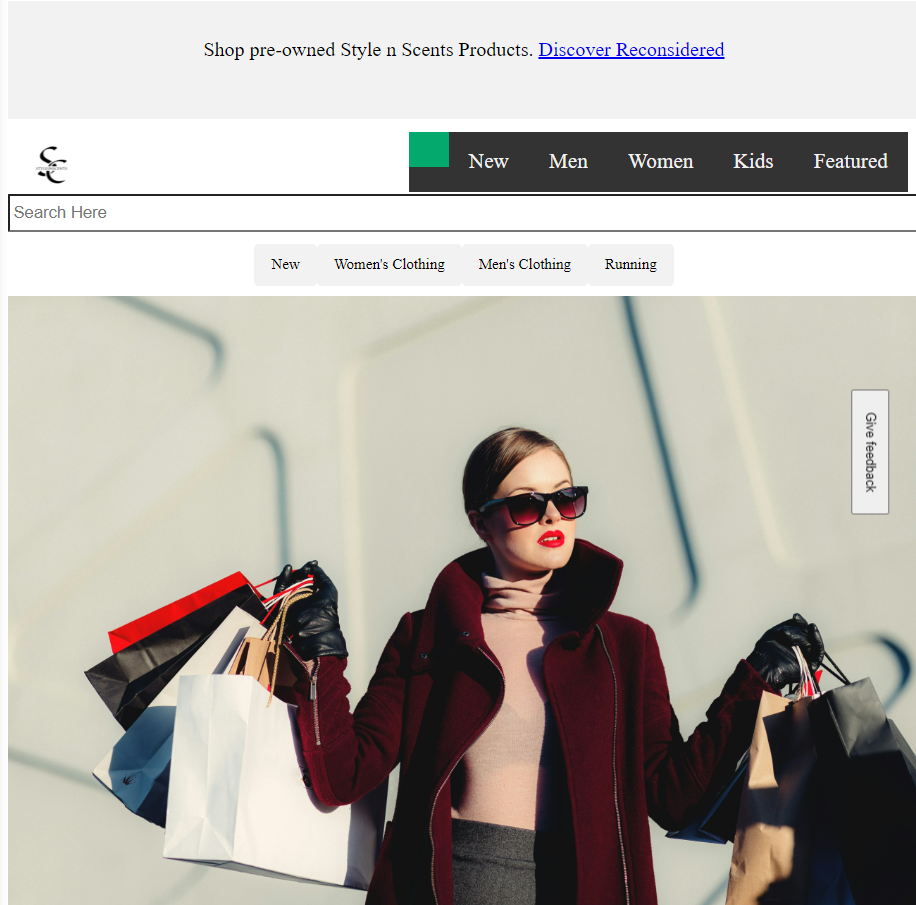 Shop pre-owned Style n Scents Products. Discover Reconsidered
New Men Women Kids Featured
Search Here
New Women's Clothing Men's Clothing Running
Give feedback